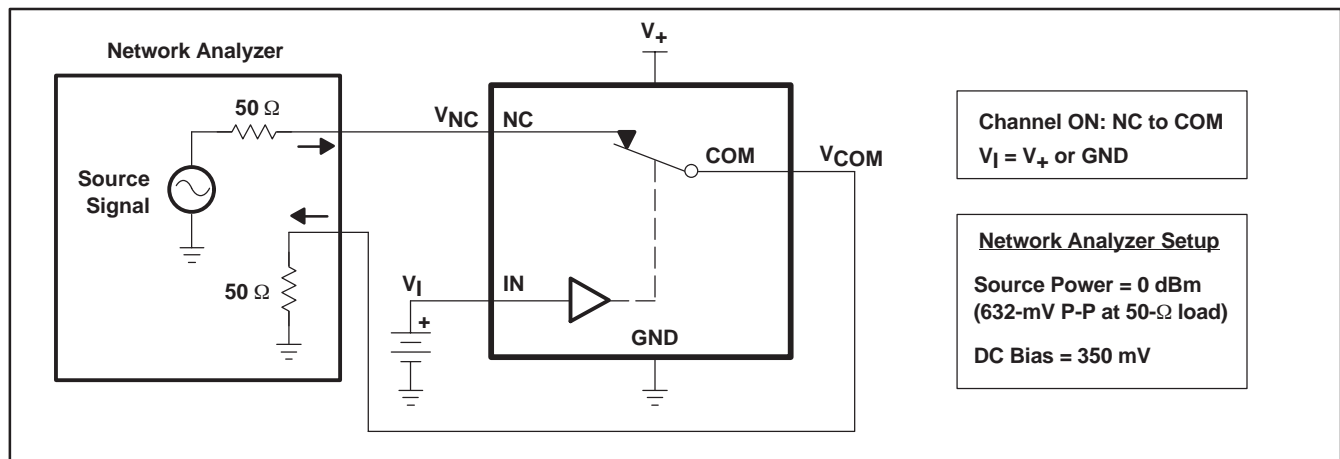 Network Analyzer
50 Ω
Source
Signal
50 Ω
V+
VNC
NC
COM
VCOM
VI
IN
+
GND
Channel ON: NC to COM
VI = V+ or GND
Network Analyzer Setup
Source Power = 0 dBm
(632-mV P-P at 50-Ω load)
DC Bias = 350 mV